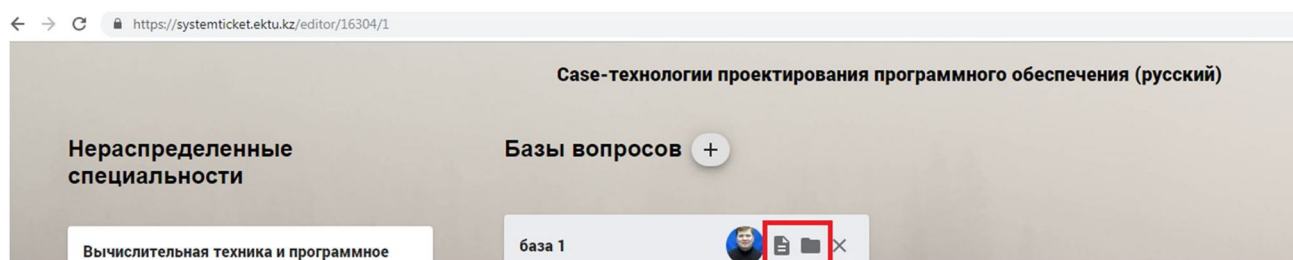 https://systemticket.ektu.kz/editor/16304/1
Case-технологии проектирования программного обеспечения (русский)
Нераспределенные
специальности
Базы вопросов +
Вычислительная техника и программное
база 1